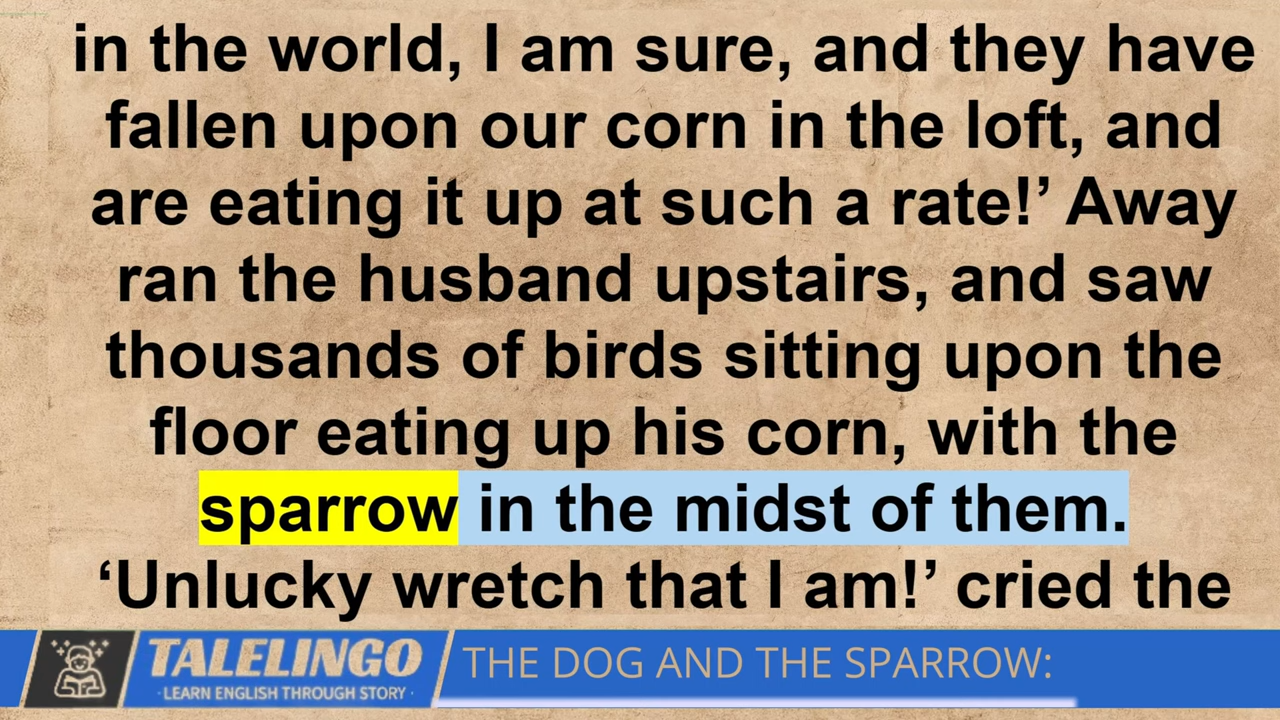 in the world, I am sure, and they have
fallen upon our corn in the loft, and
are eating it up at such a rate!’ Away
ran the husband upstairs, and saw
thousands of birds sitting upon the
floor eating up his corn, with the
sparrow in the midst of them.
‘Unlucky wretch that I am!’ cried the
TALELINGO
· LEARN ENGLISH THROUGH STORY ·
THE DOG AND THE SPARROW: